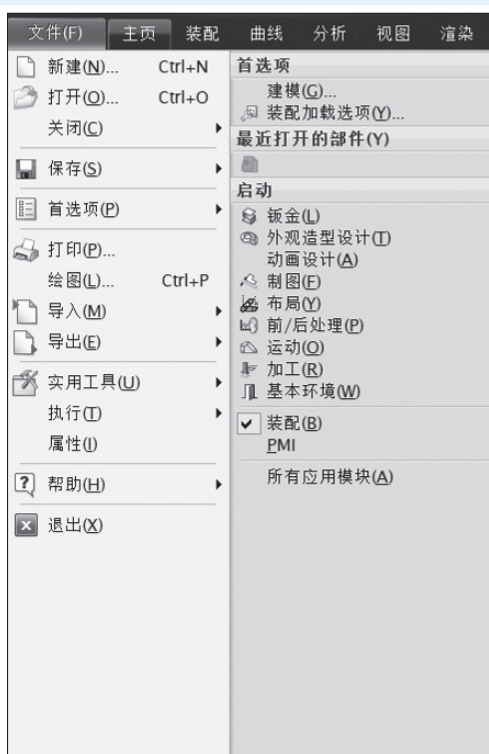 文件(F) 主页 装配 曲线 分析 视图 渲染
新建(N)... Ctrl+N
打开(O)... Ctrl+O
关闭(C)
保存(S)
首选项(P)
打印(P)...
绘图(L)... Ctrl+P
导入(M)
导出(E)
实用工具(U)
执行(T)
属性(I)
帮助(H)
退出(X)
首选项
建模(G)...
装配加载选项(Y)...
最近打开的部件(Y)
启动
钣金(L)
外观造型设计(T)
动画设计(A)
制图(F)
布局(Y)
前/后处理(P)
运动(O)
加工(R)
基本环境(W)
装配(B)
PMI
所有应用模块(A)